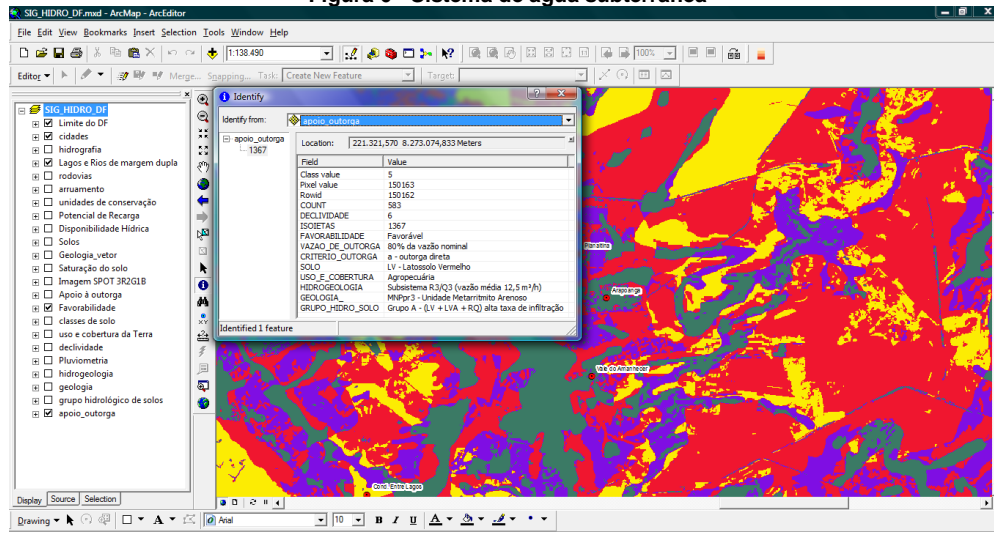 Figura 6 - Sistema de água subterrânea
SIG_HIDRO_DF.mxd - ArcMap - ArcEditor
File Edit View Bookmarks Insert Selection Tools Window Help
1:138.490
100%
Editor Merge... Snapping... Task: Create New Feature Target:
SIG_HIDRO_DF
Limite do DF
cidades
hidrografia
Lagos e Rios de margem dupla
rodovias
arruamento
unidades de conservação
Potencial de Recarga
Disponibilidade Hídrica
Solos
Geologia_vetor
Saturação do solo
Imagem SPOT 3R2G1B
Apoio à outorga
Favorabilidade
classes de solo
uso e cobertura da Terra
declividade
Pluviometria
hidrogeologia
geologia
grupo hidrológico de solos
apoio_outorga
Display Source Selection
Identify
Identify from: apoio_outorga
apoio_outorga
1367
Location: 221.321,570 8.273.074,833 Meters
Field Value
Class value 5
Pixel value 150163
Rowid 150162
COUNT 583
DECLIVIDADE 6
ISOIETAS 1367
FAVORABILIDADE Favorável
VAZAO_DE_OUTORGA 80% da vazão nominal
CRITERIO_OUTORGA a - outorga direta
SOLO LV - Latossolo Vermelho
USO_E_COBERTURA Agropecuária
HIDROGEOLOGIA Subsistema R3/Q3 (vazão média 12,5 m³/h)
GEOLOGIA_ MNPpr3 - Unidade Metarritmito Arenoso
GRUPO_HIDRO_SOLO Grupo A - (LV + LVA + RQ) alta taxa de infiltração
Identified 1 feature
Planaltina
Arapoanga
Vale do Amanhecer
Cond. Entre Lagos
Drawing A Arial 10 B I U A